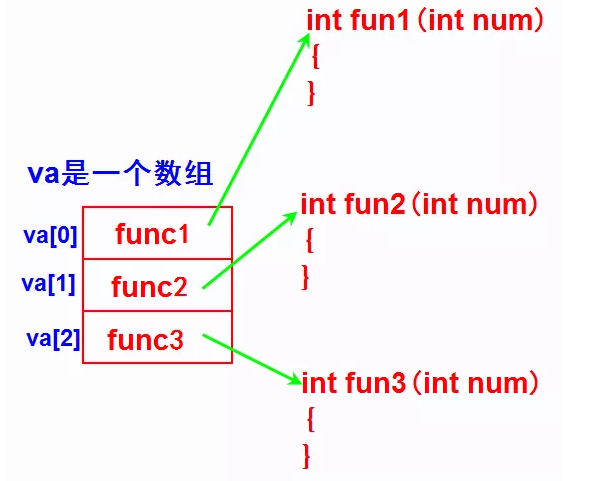 int fun1(int num)
{
}
va是一个数组
va[0] func1
va[1] func2
va[2] func3
int fun2(int num)
{
}
int fun3(int num)
{
}